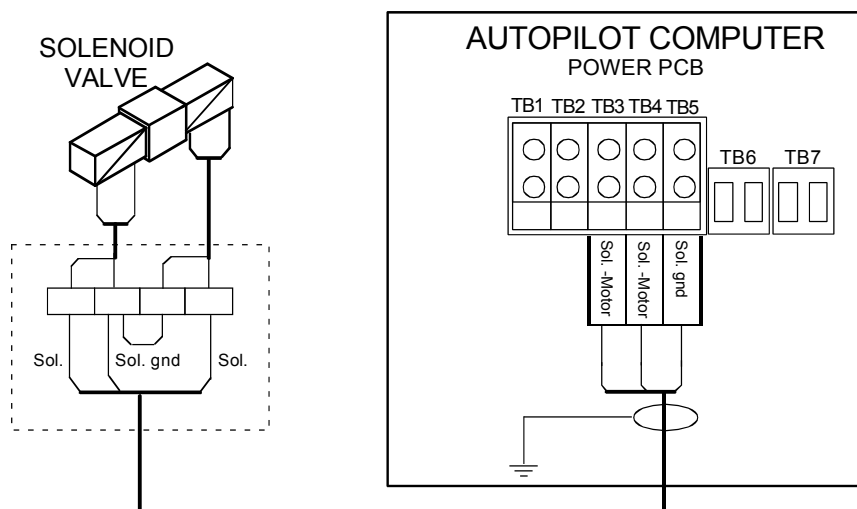 SOLENOID
VALVE
Sol.
Sol. gnd
Sol.
AUTOPILOT COMPUTER
POWER PCB
TB1 TB2 TB3 TB4 TB5
TB6 TB7
Sol. -Motor
Sol. -Motor
Sol. gnd